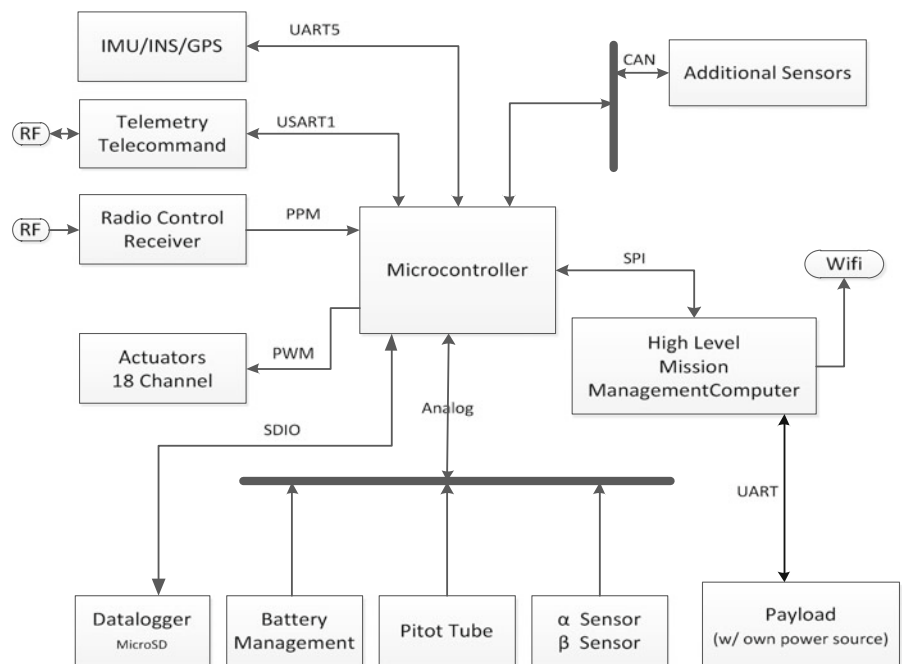 IMU/INS/GPS
UART5
CAN
Additional Sensors
RF
Telemetry
Telecommand
USART1
RF
Radio Control
Receiver
PPM
Microcontroller
SPI
Wifi
Actuators
18 Channel
PWM
High Level
Mission
ManagementComputer
Analog
SDIO
UART
Datalogger
MicroSD
Battery
Management
Pitot Tube
α Sensor
β Sensor
Payload
(w/ own power source)